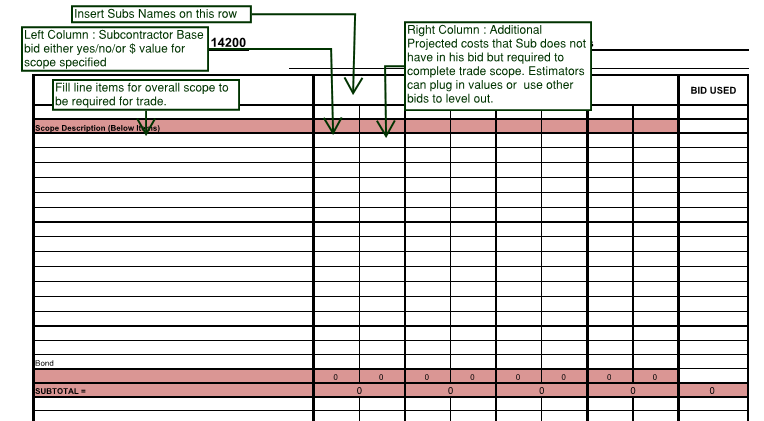 Insert Subs Names on this row
Left Column : Subcontractor Base
bid either yes/no/or $ value for
scope specified
14200
Right Column : Additional
Projected costs that Sub does not
have in his bid but required to
complete trade scope. Estimators
can plug in values or use other
bids to level out.
Fill line items for overall scope to
be required for trade.
BID USED
Scope Description (Below Items)
Bond
0 0 0 0 0 0 0 0
SUBTOTAL = 0 0 0 0 0